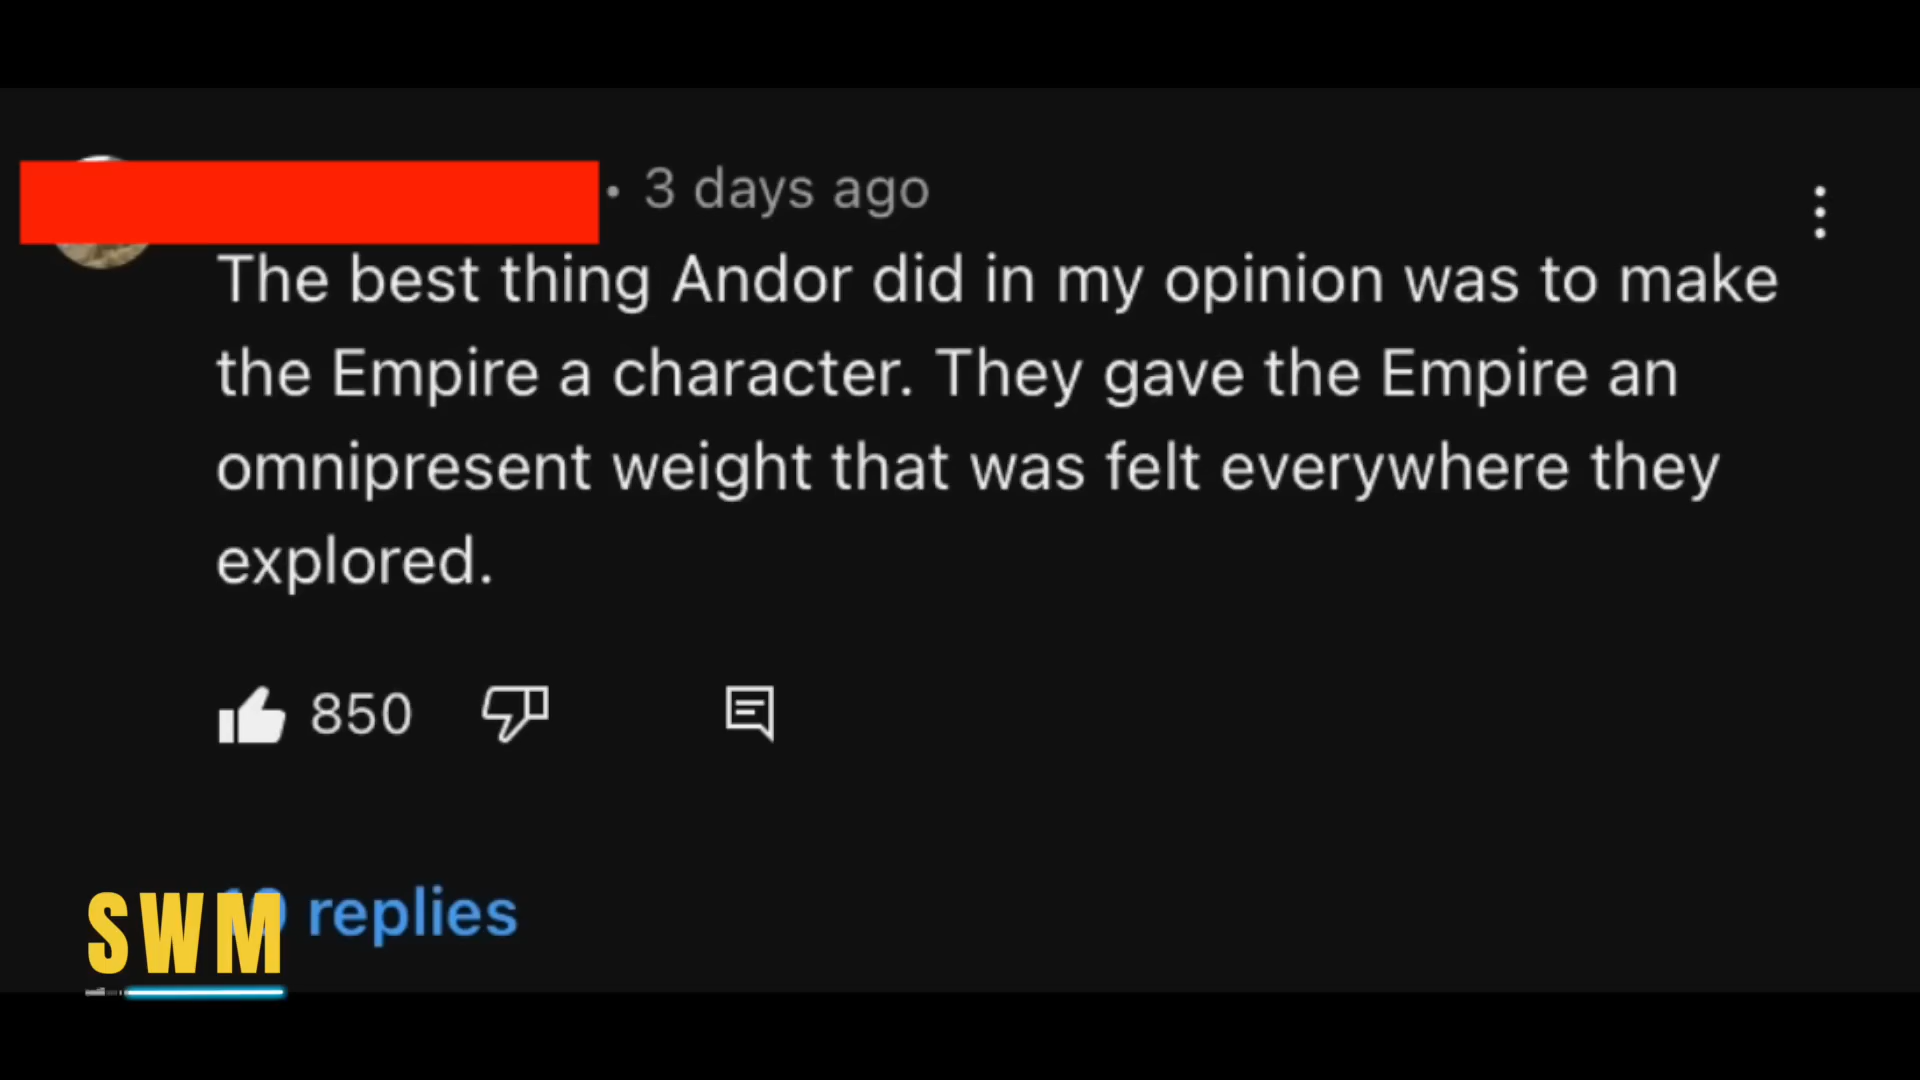 • 3 days ago
The best thing Andor did in my opinion was to make
the Empire a character. They gave the Empire an
omnipresent weight that was felt everywhere they
explored.
850
replies
SWM